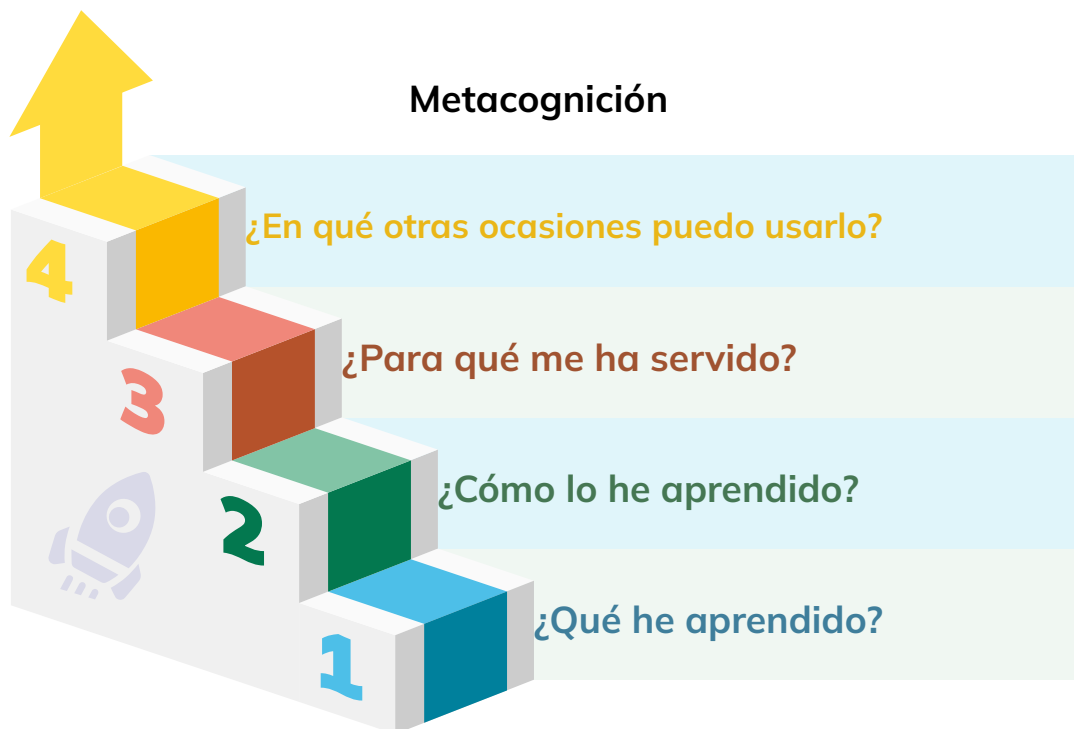 Metacognición
¿En qué otras ocasiones puedo usarlo?
4
¿Para qué me ha servido?
3
¿Cómo lo he aprendido?
2
¿Qué he aprendido?
1